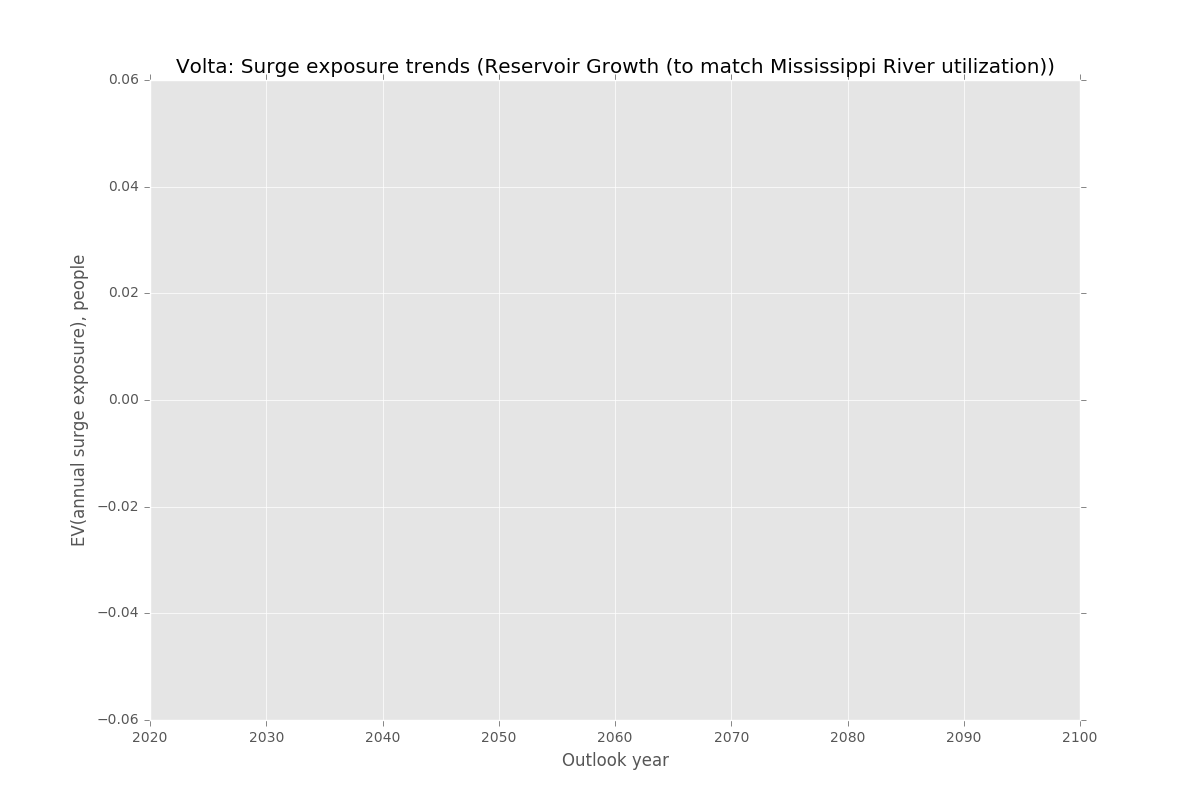 Volta: Surge exposure trends (Reservoir Growth (to match Mississippi River utilization))
0.06
0.04
0.02
0.00
−0.02
−0.04
−0.06
EV(annual surge exposure), people
2020 2030 2040 2050 2060 2070 2080 2090 2100
Outlook year